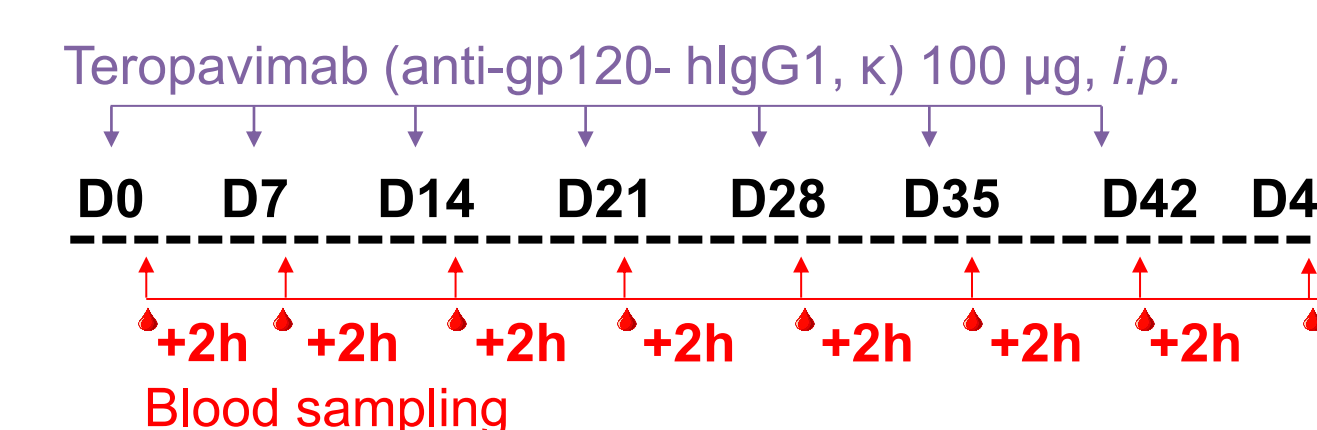 Teropavimab (anti-gp120- hIgG1, κ) 100 µg, i.p.
D0 D7 D14 D21 D28 D35 D42 D4
+2h +2h +2h +2h +2h +2h +2h
Blood sampling